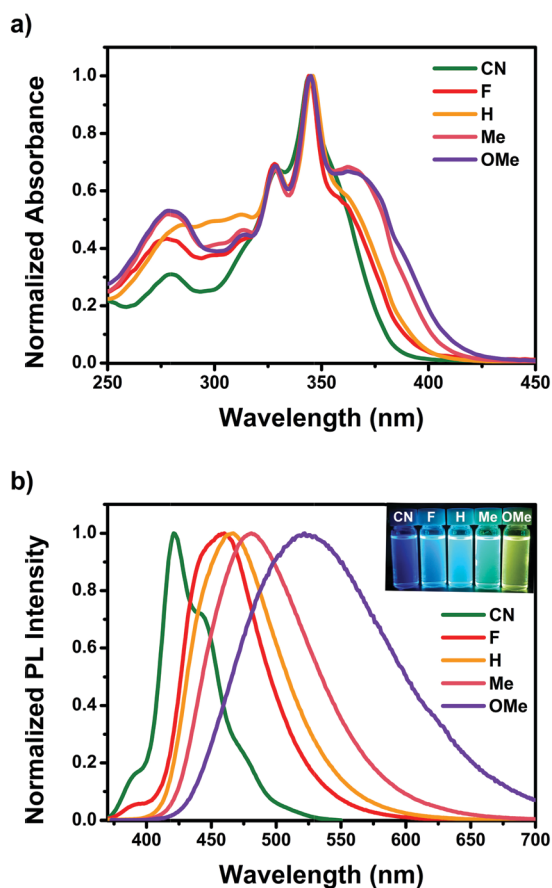 a)
CN
F
H
Me
OMe
Normalized Absorbance
1.0
0.8
0.6
0.4
0.2
0.0
250
300
350
400
450
Wavelength (nm)
b)
CN F H Me OMe
CN
F
H
Me
OMe
Normalized PL Intensity
1.0
0.8
0.6
0.4
0.2
0.0
400
450
500
550
600
625
700
Wavelength (nm)